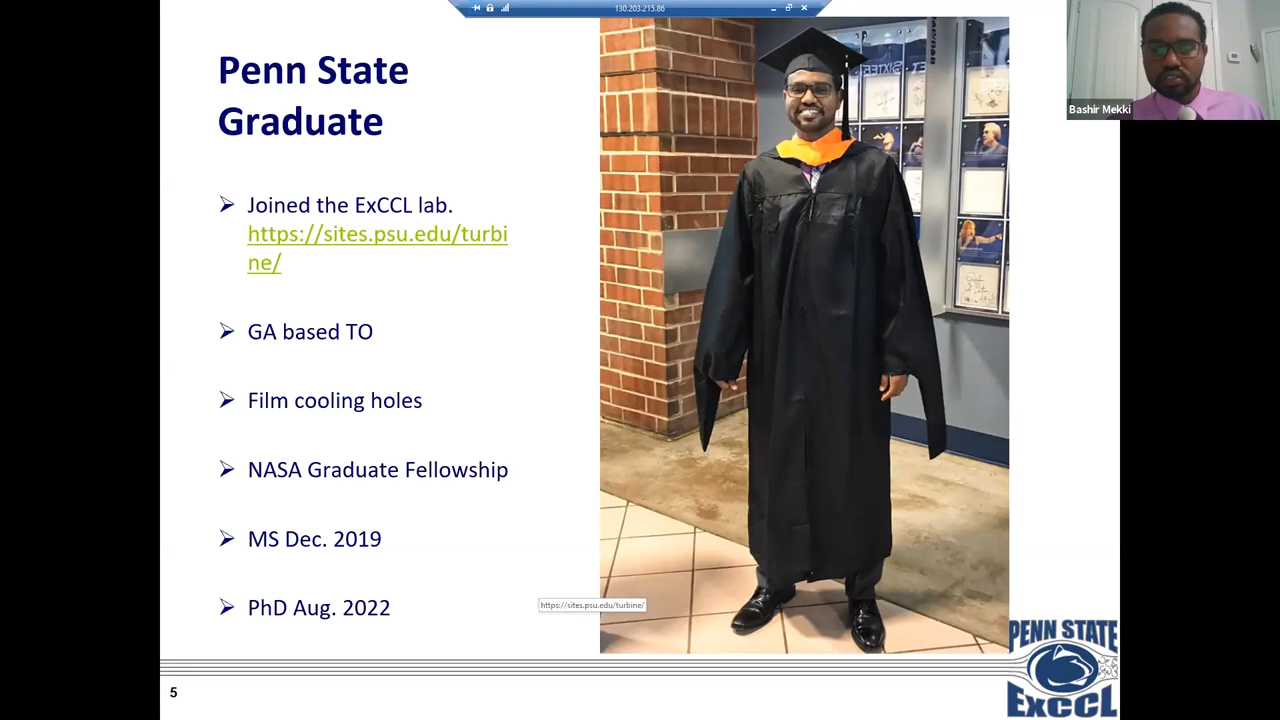 130.203.215.86
Penn State
Graduate
Bashir Mekki
Joined the ExCCL lab.
https://sites.psu.edu/turbi
ne/
GA based TO
Film cooling holes
NASA Graduate Fellowship
MS Dec. 2019
PhD Aug. 2022
https://sites.psu.edu/turbine/
PENN STATE
ExCCL
5